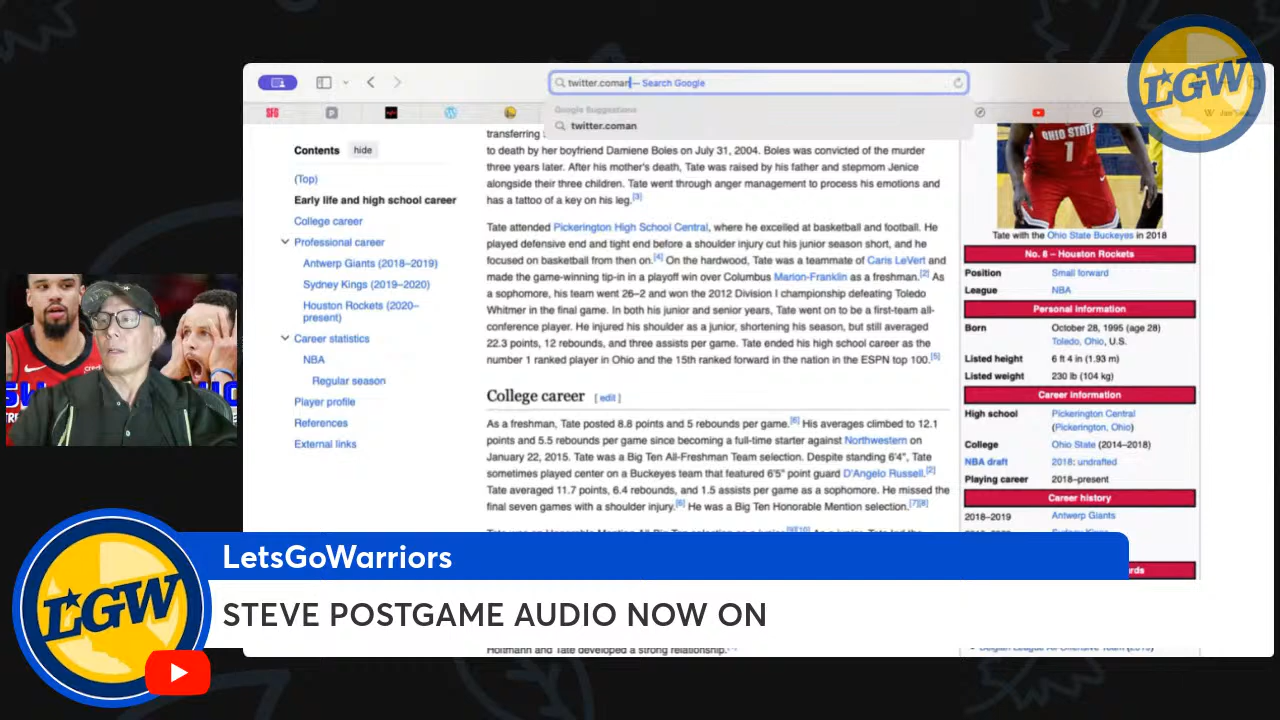 twitter.coman — Search Google
Google Suggestions
twitter.coman
SFG
LGW
transferring
to death by her boyfriend Damiene Boles on July 31, 2004. Boles was convicted of the murder
three years later. After his mother's death, Tate was raised by his father and stepmom Jenice
alongside their three children. Tate went through anger management to process his emotions and
has a tattoo of a key on his leg.[3]
Tate attended Pickerington High School Central, where he excelled at basketball and football. He
played defensive end and tight end before a shoulder injury cut his junior season short, and he
focused on basketball from then on.[4] On the hardwood, Tate was a teammate of Caris LeVert and
made the game-winning tip-in in a playoff win over Columbus Marion-Franklin as a freshman.[2] As
a sophomore, his team went 26–2 and won the 2012 Division I championship defeating Toledo
Whitmer in the final game. In both his junior and senior years, Tate went on to be a first-team all-
conference player. He injured his shoulder as a junior, shortening his season, but still averaged
22.3 points, 12 rebounds, and three assists per game. Tate ended his high school career as the
number 1 ranked player in Ohio and the 15th ranked forward in the nation in the ESPN top 100.[5]
College career [ edit ]
As a freshman, Tate posted 8.8 points and 5 rebounds per game.[6] His averages climbed to 12.1
points and 5.5 rebounds per game since becoming a full-time starter against Northwestern on
January 22, 2015. Tate was a Big Ten All-Freshman Team selection. Despite standing 6'4", Tate
sometimes played center on a Buckeyes team that featured 6'5" point guard D'Angelo Russell.[2]
Tate averaged 11.7 points, 6.4 rebounds, and 1.5 assists per game as a sophomore. He missed the
final seven games with a shoulder injury.[6] He was a Big Ten Honorable Mention selection.[7][8]
Holtmann and Tate developed a strong relationship.
Contents hide
(Top)
Early life and high school career
College career
Professional career
Antwerp Giants (2018–2019)
Sydney Kings (2019–2020)
Houston Rockets (2020–
present)
Career statistics
NBA
Regular season
Player profile
References
External links
OHIO STATE
1
Tate with the Ohio State Buckeyes in 2018
No. 8 – Houston Rockets
Position Small forward
League NBA
Personal information
Born October 28, 1995 (age 28)
Toledo, Ohio, U.S.
Listed height 6 ft 4 in (1.93 m)
Listed weight 230 lb (104 kg)
Career information
High school Pickerington Central
(Pickerington, Ohio)
College Ohio State (2014–2018)
NBA draft 2018: undrafted
Playing career 2018–present
Career history
2018–2019 Antwerp Giants
LetsGoWarriors
STEVE POSTGAME AUDIO NOW ON
LGW